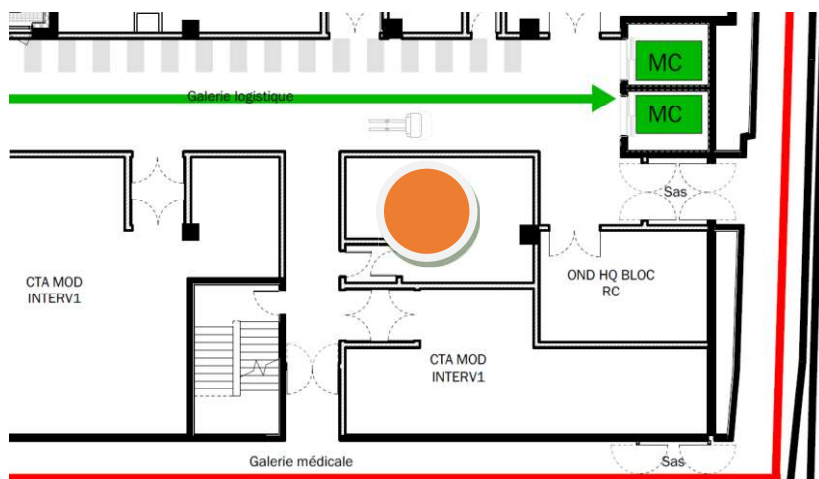 MC
Galerie logistique
MC
Sas
CTA MOD
INTERV1
OND HQ BLOC
RC
CTA MOD
INTERV1
Galerie médicale
Sas